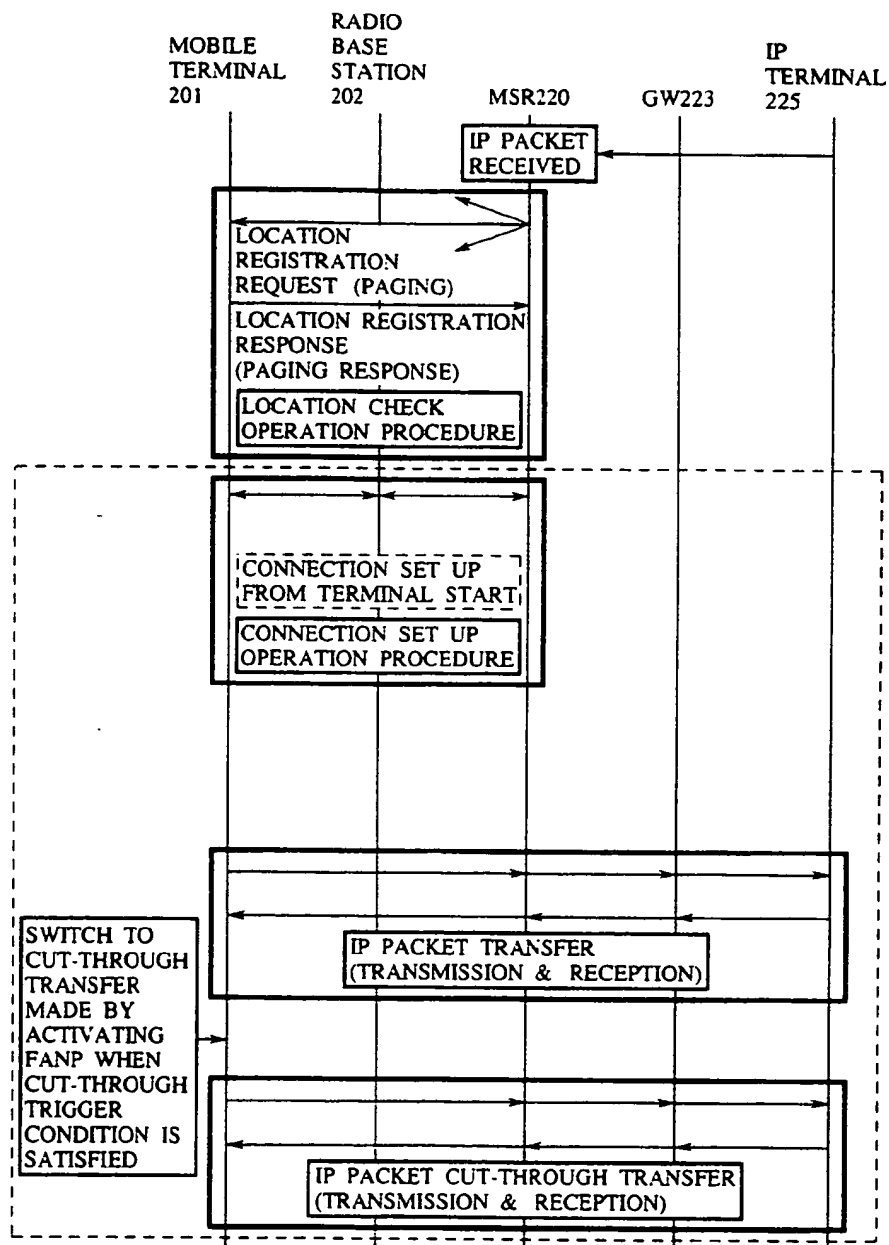 MOBILE
TERMINAL
201
RADIO
BASE
STATION
202
MSR220
GW223
IP
TERMINAL
225
IP PACKET
RECEIVED
LOCATION
REGISTRATION
REQUEST (PAGING)
LOCATION REGISTRATION
RESPONSE
(PAGING RESPONSE)
LOCATION CHECK
OPERATION PROCEDURE
CONNECTION SET UP
FROM TERMINAL START
CONNECTION SET UP
OPERATION PROCEDURE
IP PACKET TRANSFER
(TRANSMISSION & RECEPTION)
SWITCH TO
CUT-THROUGH
TRANSFER
MADE BY
ACTIVATING
FANP WHEN
CUT-THROUGH
TRIGGER
CONDITION IS
SATISFIED
IP PACKET CUT-THROUGH TRANSFER
(TRANSMISSION & RECEPTION)